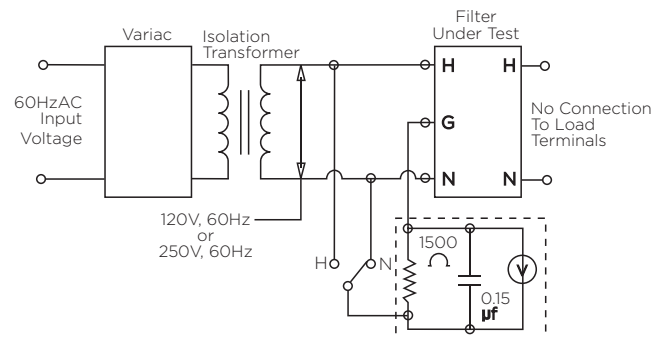 Filter
Under Test
Variac
Isolation
Transformer
H
H
60HzAC
Input
Voltage
G
No Connection
To Load
Terminals
N
N
120V, 60Hz
or
250V, 60Hz
1500
H
N
V
0.15
µf